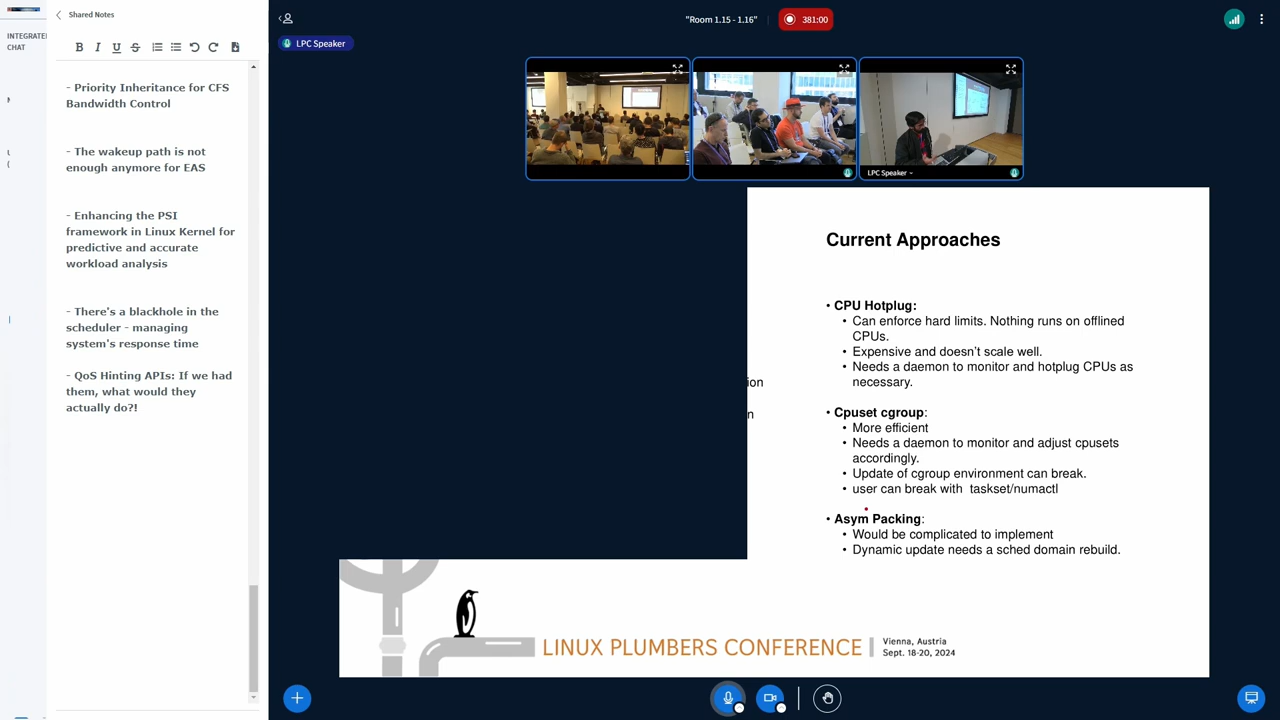 INTEGRATE
CHAT
Shared Notes
- Priority Inheritance for CFS
Bandwidth Control
- The wakeup path is not
enough anymore for EAS
- Enhancing the PSI
framework in Linux Kernel for
predictive and accurate
workload analysis
- There's a blackhole in the
scheduler - managing
system's response time
- QoS Hinting APIs: If we had
them, what would they
actually do?!
"Room 1.15 - 1.16"
381:00
LPC Speaker
LPC Speaker
Current Approaches
• CPU Hotplug:
• Can enforce hard limits. Nothing runs on offlined
CPUs.
• Expensive and doesn't scale well.
• Needs a daemon to monitor and hotplug CPUs as
necessary.
• Cpuset cgroup:
• More efficient
• Needs a daemon to monitor and adjust cpusets
accordingly.
• Update of cgroup environment can break.
• user can break with taskset/numactl
• Asym Packing:
• Would be complicated to implement
• Dynamic update needs a sched domain rebuild.
ion
n
LINUX PLUMBERS CONFERENCE
Vienna, Austria
Sept. 18-20, 2024